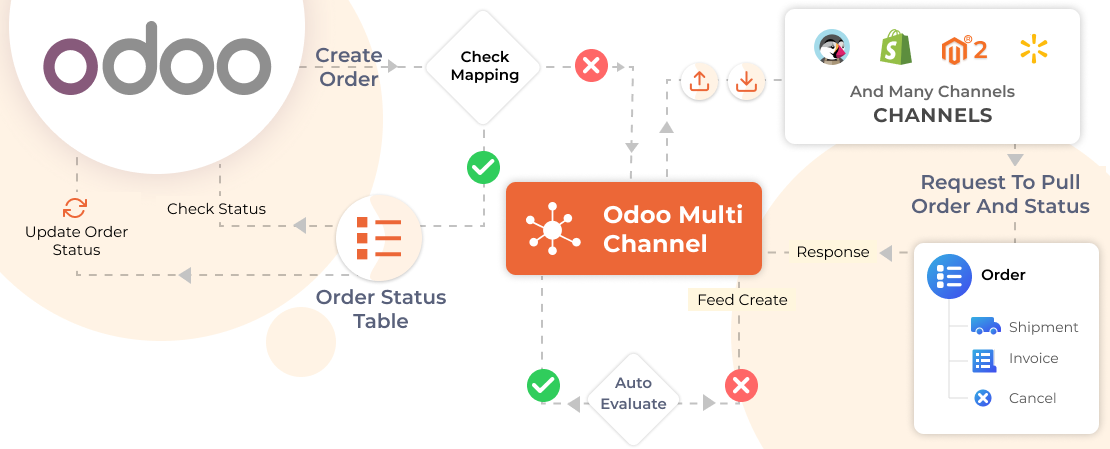 odoo
Create
Order
Check
Mapping
® 2
And Many Channels
CHANNELS
Request To Pull
Order And Status
Check Status
Update Order
Status
Order Status
Table
Odoo Multi
Channel
Response
Feed Create
Order
Shipment
Invoice
Cancel
Auto
Evaluate